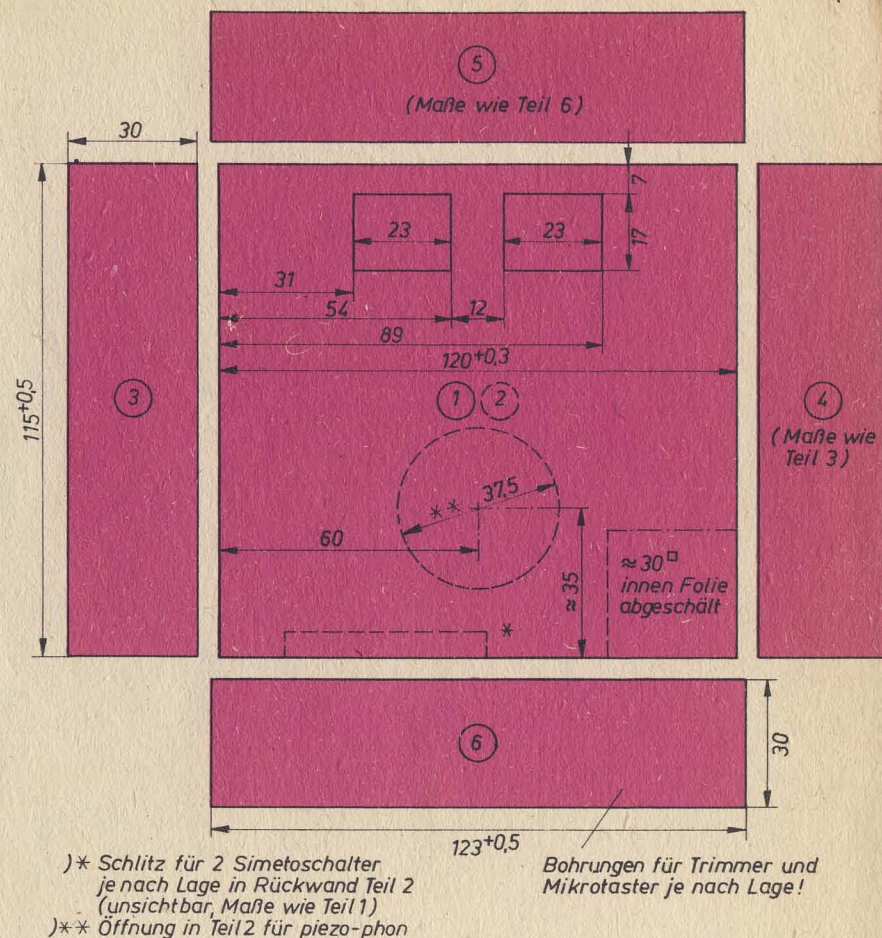 5
(Maße wie Teil 6)
30
7
23
23
17
31
54
12
89
120+0,3
115+0,5
3
1
2
4
(Maße wie
Teil 3)
37,5
**
60
≈35
≈30□
innen Folie
abgeschält
*
6
30
123+0,5
)* Schlitz für 2 Simetoschalter
je nach Lage in Rückwand Teil 2
(unsichtbar, Maße wie Teil 1)
)** Öffnung in Teil 2 für piezo-phon
Bohrungen für Trimmer und
Mikrotaster je nach Lage!